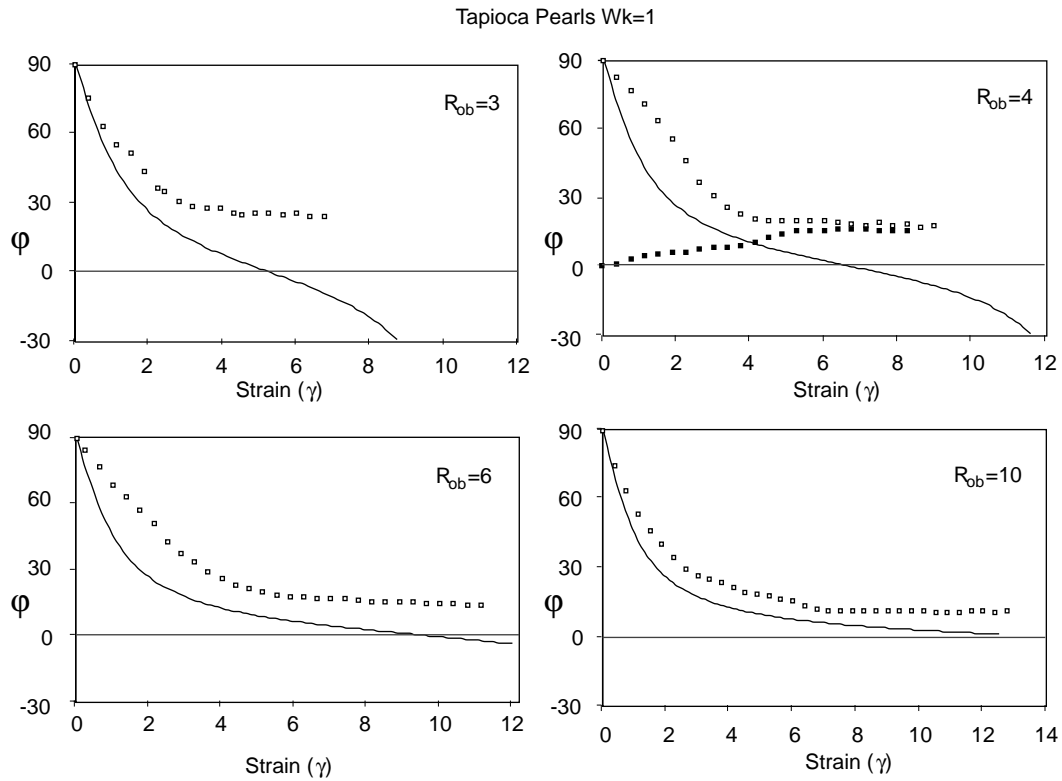 Tapioca Pearls Wk=1
90
60
30
φ
0
-30
R_ob=3
0 2 4 6 8 10 12
Strain (γ)
90
60
30
φ
0
-30
R_ob=4
0 2 4 6 8 10 12
Strain (γ)
90
60
30
φ
0
-30
R_ob=6
0 2 4 6 8 10 12
Strain (γ)
90
60
30
φ
0
-30
R_ob=10
0 2 4 6 8 10 12 14
Strain (γ)